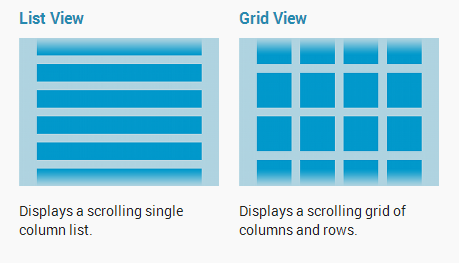 List View
Displays a scrolling single
column list.
Grid View
Displays a scrolling grid of
columns and rows.